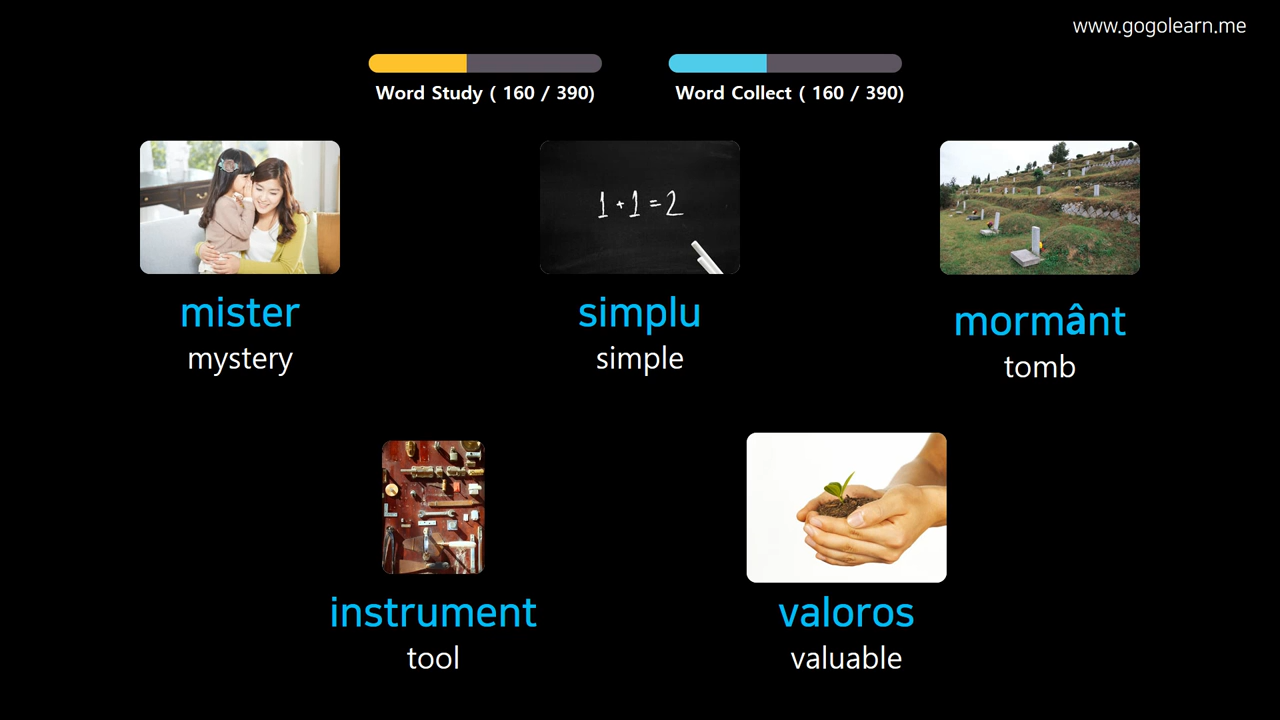 www.gogolearn.me
Word Study ( 160 / 390)
Word Collect ( 160 / 390)
1 + 1 = 2
mister
mystery
simplu
simple
mormânt
tomb
instrument
tool
valoros
valuable